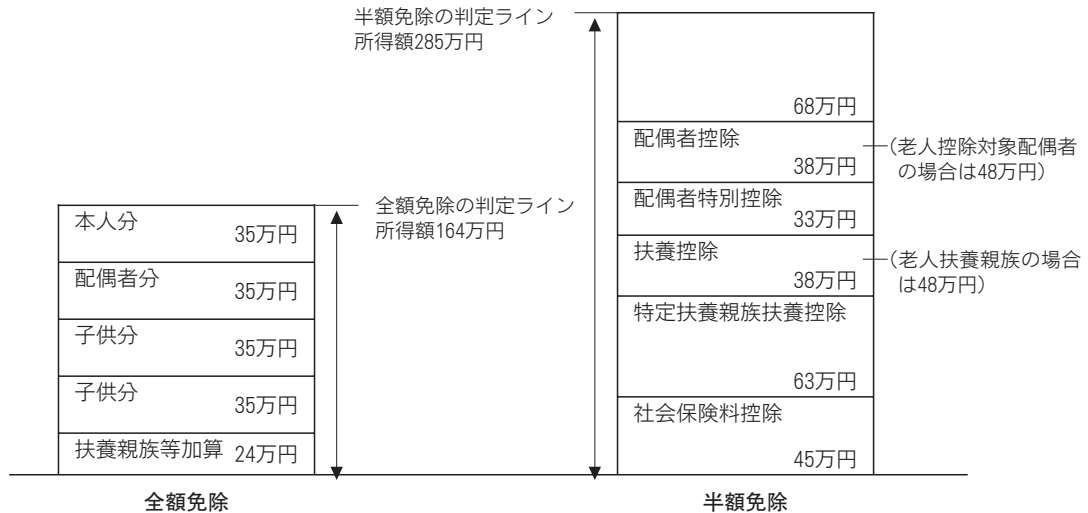 半額免除の判定ライン
所得額285万円
68万円
配偶者控除
38万円
(老人控除対象配偶者
の場合は48万円)
配偶者特別控除
33万円
扶養控除
38万円
(老人扶養親族の場合
は48万円)
特定扶養親族扶養控除
63万円
社会保険料控除
45万円
全額免除の判定ライン
所得額164万円
本人分
35万円
配偶者分
35万円
子供分
35万円
子供分
35万円
扶養親族等加算 24万円
全額免除
半額免除